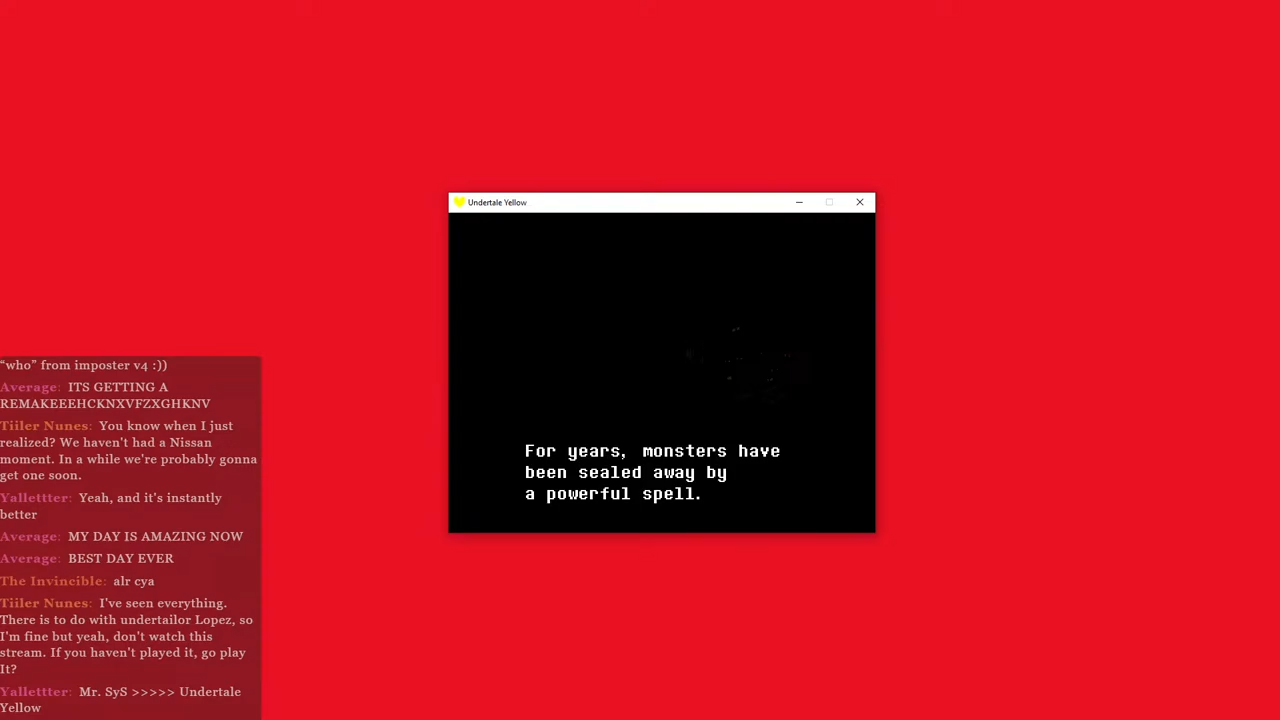 Undertale Yellow
For years, monsters have
been sealed away by
a powerful spell.
“who” from imposter v4 :))
Average: ITS GETTING A
REMAKEEEHCKNXVFZXGHKNV
Tiiler Nunes: You know when I just
realized? We haven't had a Nissan
moment. In a while we're probably gonna
get one soon.
Yallettter: Yeah, and it's instantly
better
Average: MY DAY IS AMAZING NOW
Average: BEST DAY EVER
The Invincible: alr cya
Tiiler Nunes: I've seen everything.
There is to do with undertailor Lopez, so
I'm fine but yeah, don't watch this
stream. If you haven't played it, go play
It?
Yallettter: Mr. SyS >>>>> Undertale
Yellow